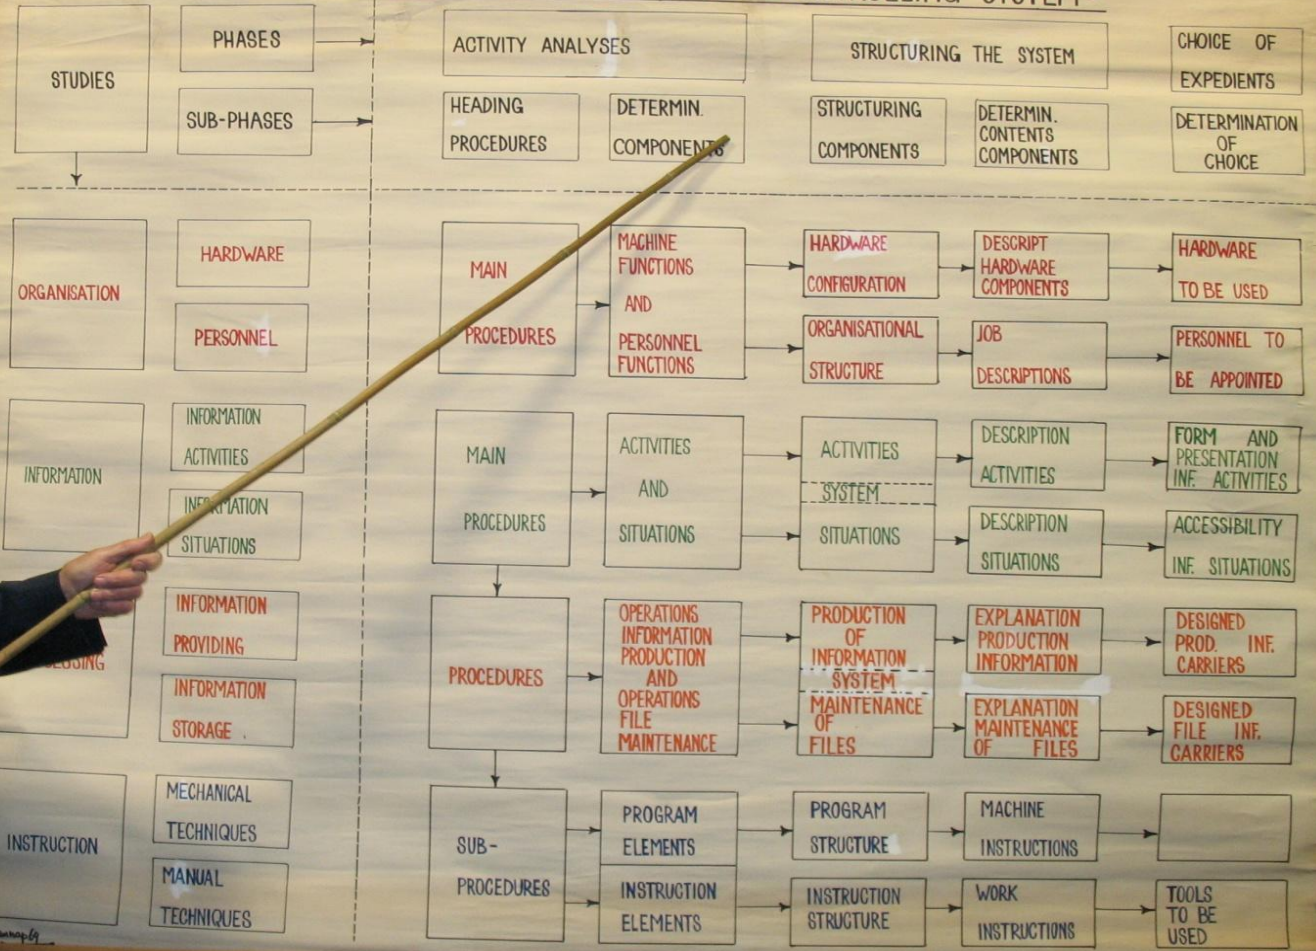 SYSTEM
STUDIES
PHASES
SUB-PHASES
ACTIVITY ANALYSES
STRUCTURING THE SYSTEM
CHOICE OF
EXPEDIENTS
HEADING
PROCEDURES
DETERMIN.
COMPONENTS
STRUCTURING
COMPONENTS
DETERMIN.
CONTENTS
COMPONENTS
DETERMINATION
OF
CHOICE
ORGANISATION
HARDWARE
PERSONNEL
MAIN
PROCEDURES
MACHINE
FUNCTIONS
AND
PERSONNEL
FUNCTIONS
HARDWARE
CONFIGURATION
DESCRIPT
HARDWARE
COMPONENTS
HARDWARE
TO BE USED
ORGANISATIONAL
STRUCTURE
JOB
DESCRIPTIONS
PERSONNEL TO
BE APPOINTED
INFORMATION
INFORMATION
ACTIVITIES
INFORMATION
SITUATIONS
MAIN
PROCEDURES
ACTIVITIES
AND
SITUATIONS
ACTIVITIES
SYSTEM
SITUATIONS
DESCRIPTION
ACTIVITIES
FORM AND
PRESENTATION
INF. ACTIVITIES
DESCRIPTION
SITUATIONS
ACCESSIBILITY
INF. SITUATIONS
INFORMATION
PROVIDING
INFORMATION
STORAGE.
PROCEDURES
OPERATIONS
INFORMATION
PRODUCTION
AND
OPERATIONS
FILE
MAINTENANCE
PRODUCTION
OF
INFORMATION
SYSTEM
MAINTENANCE
OF
FILES
EXPLANATION
PRODUCTION
INFORMATION
DESIGNED
PROD. INF.
CARRIERS
EXPLANATION
MAINTENANCE
OF FILES
DESIGNED
FILE INF.
CARRIERS
INSTRUCTION
MECHANICAL
TECHNIQUES
MANUAL
TECHNIQUES
SUB-
PROCEDURES
PROGRAM
ELEMENTS
PROGRAM
STRUCTURE
MACHINE
INSTRUCTIONS
INSTRUCTION
ELEMENTS
INSTRUCTION
STRUCTURE
WORK
INSTRUCTIONS
TOOLS
TO BE
USED